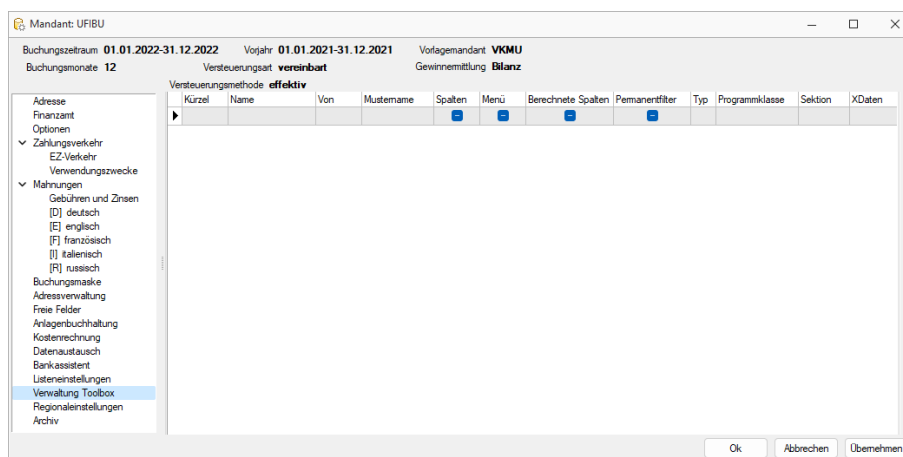 Mandant: UFIBU
Buchungszeitraum 01.01.2022-31.12.2022 Vorjahr 01.01.2021-31.12.2021 Vorlagemandant VKMU
Buchungsmonate 12 Versteuerungsart vereinbart Gewinnermittlung Bilanz
Versteuerungsmethode effektiv
Kürzel Name Von Mustername Spalten Menü Berechnete Spalten Permanentfilter Typ Programmklasse Sektion XDaten
Adresse
Finanzamt
Optionen
Zahlungsverkehr
EZ-Verkehr
Verwendungszwecke
Mahnungen
Gebühren und Zinsen
[D] deutsch
[E] englisch
[F] französisch
[I] italienisch
[R] russisch
Buchungsmaske
Adressverwaltung
Freie Felder
Anlagenbuchhaltung
Kostenrechnung
Datenaustausch
Bankassistent
Listeneinstellungen
Verwaltung Toolbox
Regionaleinstellungen
Archiv
Ok Abbrechen Übernehmen